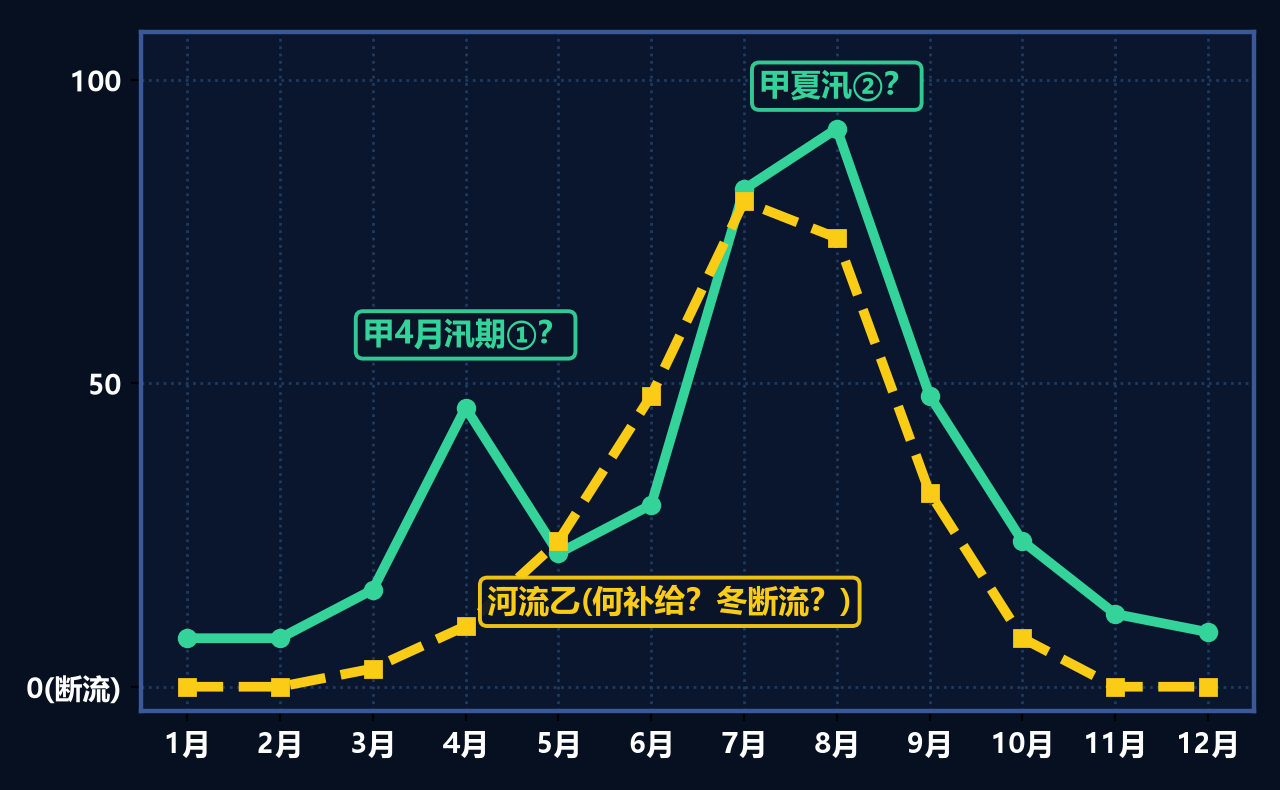 100
甲夏汛②？
甲4月汛期①？
50
河流乙(何补给？冬断流？)
0(断流)
1月 2月 3月 4月 5月 6月 7月 8月 9月 10月 11月 12月